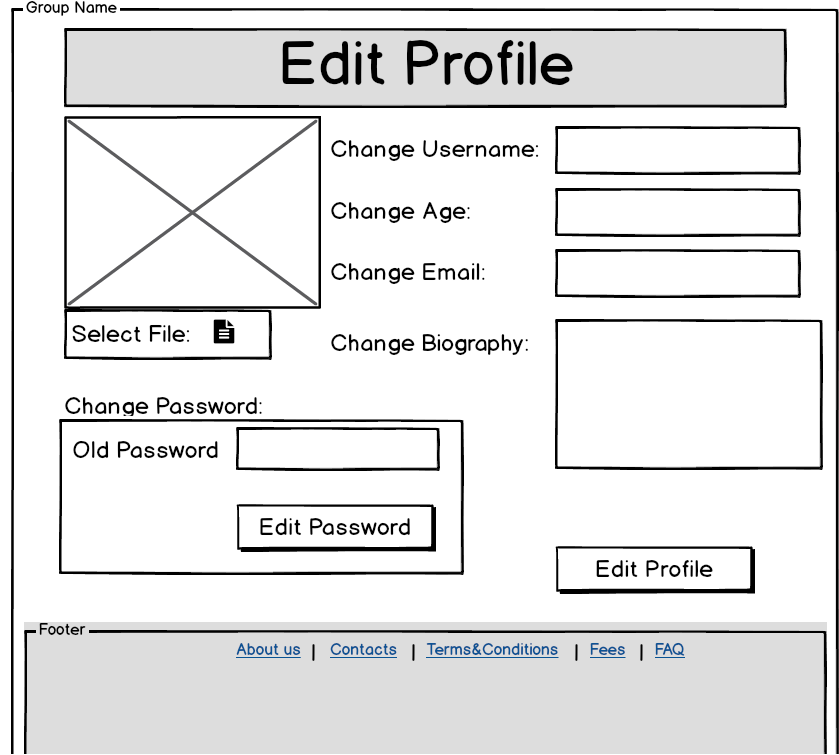 Group Name
Edit Profile
Change Username:
Change Age:
Change Email:
Select File:
Change Biography:
Change Password:
Old Password
Edit Password
Edit Profile
Footer
About us | Contacts | Terms&Conditions | Fees | FAQ